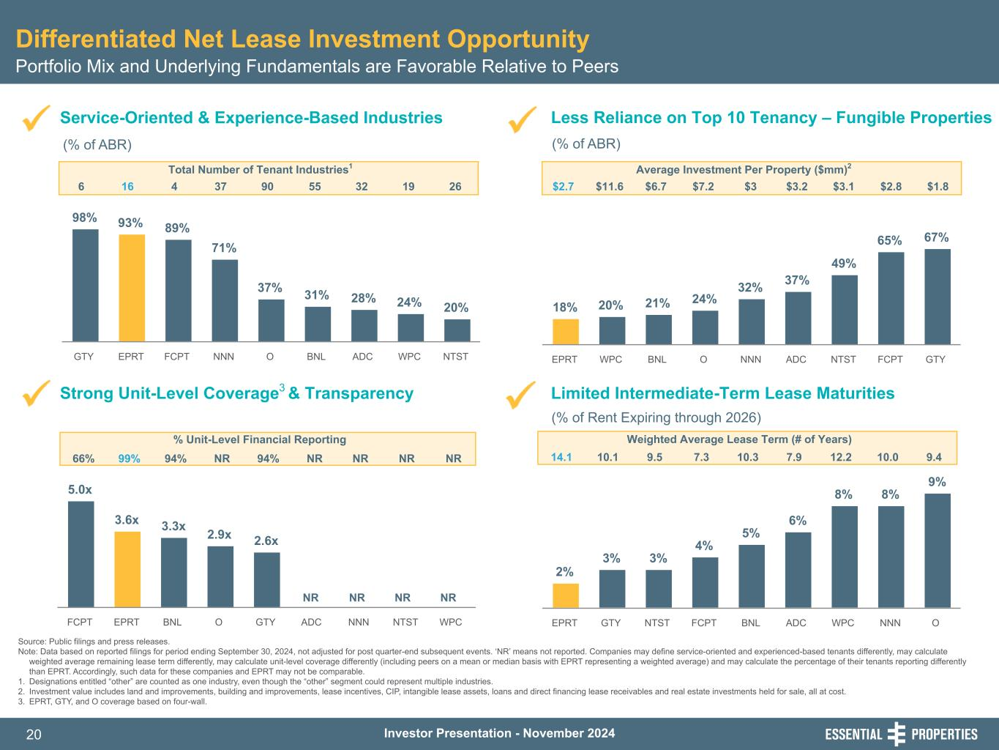 Differentiated Net Lease Investment Opportunity
Portfolio Mix and Underlying Fundamentals are Favorable Relative to Peers
Service-Oriented & Experience-Based Industries
(% of ABR)
Total Number of Tenant Industries1
6 16 4 37 90 55 32 19 26
98% 93% 89% 71% 37% 31% 28% 24% 20%
GTY EPRT FCPT NNN O BNL ADC WPC NTST
Less Reliance on Top 10 Tenancy – Fungible Properties
(% of ABR)
Average Investment Per Property ($mm)2
$2.7 $11.6 $6.7 $7.2 $3 $3.2 $3.1 $2.8 $1.8
18% 20% 21% 24% 32% 37% 49% 65% 67%
EPRT WPC BNL O NNN ADC NTST FCPT GTY
Strong Unit-Level Coverage3 & Transparency
% Unit-Level Financial Reporting
66% 99% 94% NR 94% NR NR NR NR
5.0x 3.6x 3.3x 2.9x 2.6x NR NR NR NR
FCPT EPRT BNL O GTY ADC NNN NTST WPC
Limited Intermediate-Term Lease Maturities
(% of Rent Expiring through 2026)
Weighted Average Lease Term (# of Years)
14.1 10.1 9.5 7.3 10.3 7.9 12.2 10.0 9.4
2% 3% 3% 4% 5% 6% 8% 8% 9%
EPRT GTY NTST FCPT BNL ADC WPC NNN O
Source: Public filings and press releases.
Note: Data based on reported filings for period ending September 30, 2024, not adjusted for post quarter-end subsequent events. ‘NR’ means not reported. Companies may define service-oriented and experienced-based tenants differently, may calculate
weighted average remaining lease term differently, may calculate unit-level coverage differently (including peers on a mean or median basis with EPRT representing a weighted average) and may calculate the percentage of their tenants reporting differently
than EPRT. Accordingly, such data for these companies and EPRT may not be comparable.
1. Designations entitled “other” are counted as one industry, even though the “other” segment could represent multiple industries.
2. Investment value includes land and improvements, building and improvements, lease incentives, CIP, intangible lease assets, loans and direct financing lease receivables and real estate investments held for sale, all at cost.
3. EPRT, GTY, and O coverage based on four-wall.
20
Investor Presentation - November 2024
ESSENTIAL PROPERTIES